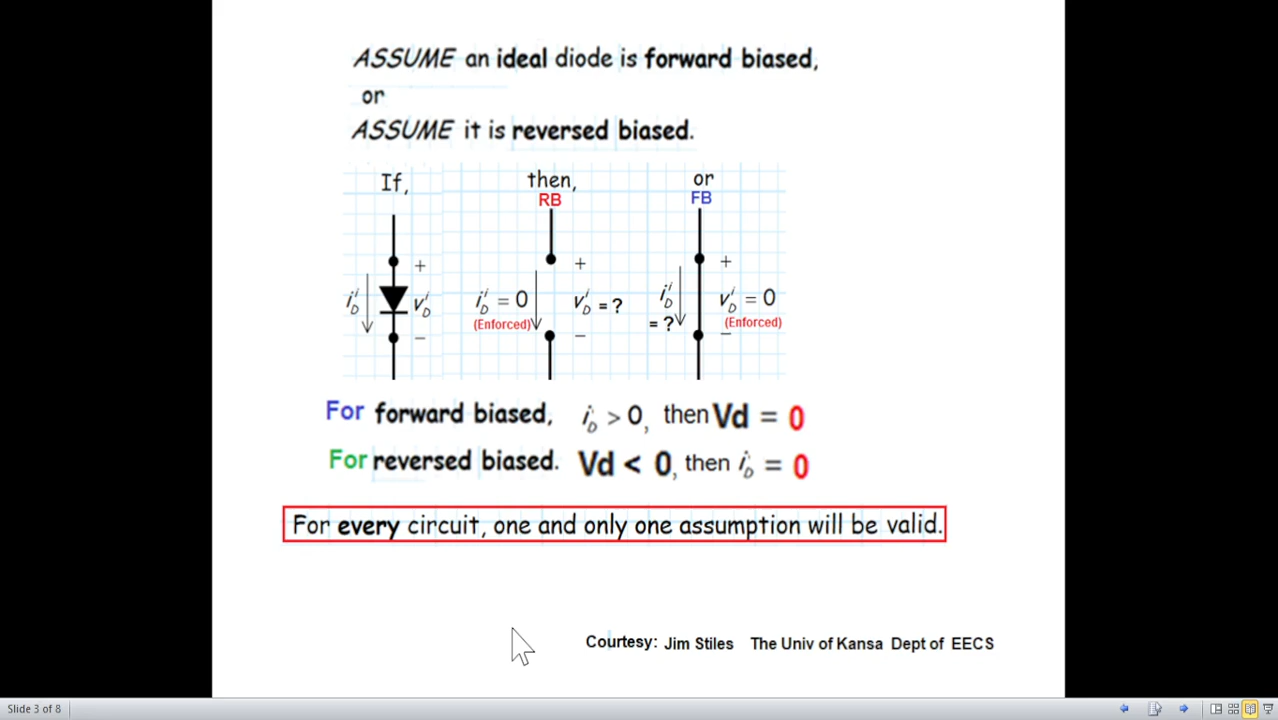 ASSUME an ideal diode is forward biased,
or
ASSUME it is reversed biased.
If, then, or
RB FB
+ + +
i'D v'D i'D = 0 v'D = ? i'D v'D = 0
(Enforced) = ? (Enforced)
− − −
For forward biased, iD > 0, then Vd = 0
For reversed biased. Vd < 0, then iD = 0
For every circuit, one and only one assumption will be valid.
Courtesy: Jim Stiles The Univ of Kansa Dept of EECS
Slide 3 of 8